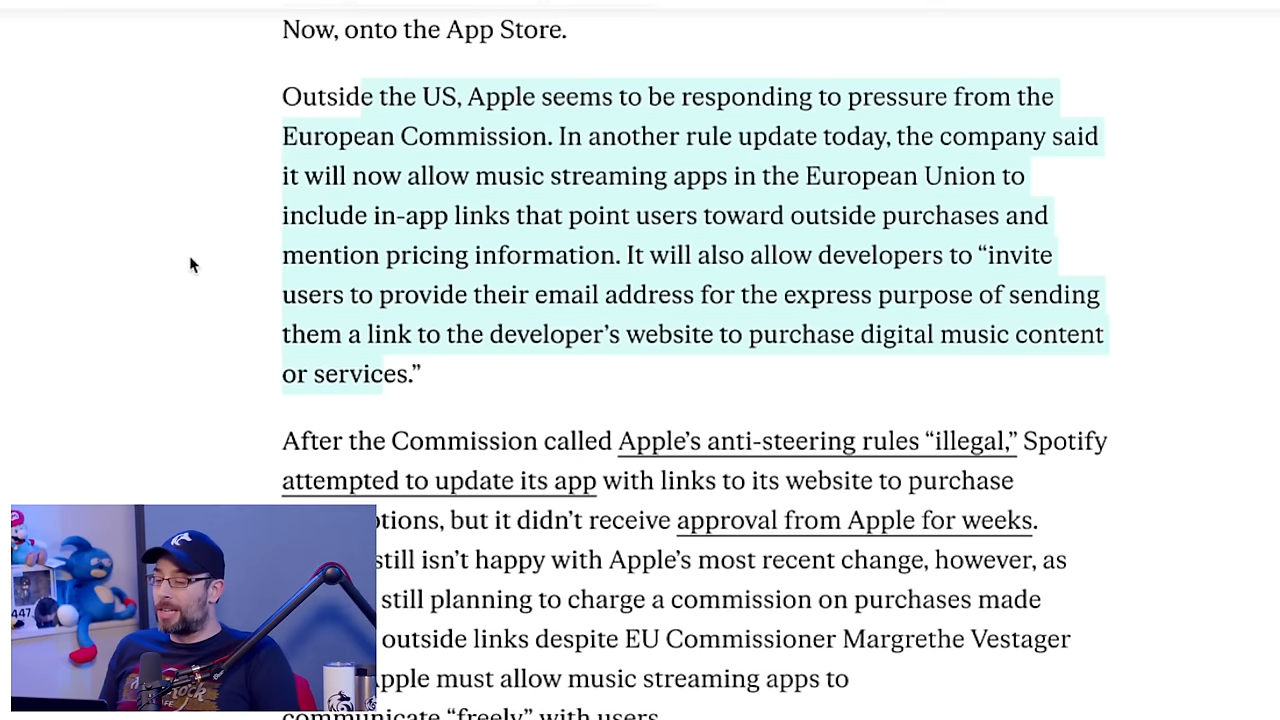 Now, onto the App Store.
Outside the US, Apple seems to be responding to pressure from the
European Commission. In another rule update today, the company said
it will now allow music streaming apps in the European Union to
include in-app links that point users toward outside purchases and
mention pricing information. It will also allow developers to “invite
users to provide their email address for the express purpose of sending
them a link to the developer’s website to purchase digital music content
or services.”
After the Commission called Apple’s anti-steering rules “illegal,” Spotify
attempted to update its app with links to its website to purchase
tions, but it didn’t receive approval from Apple for weeks.
still isn’t happy with Apple’s most recent change, however, as
still planning to charge a commission on purchases made
outside links despite EU Commissioner Margrethe Vestager
pple must allow music streaming apps to
communicate “freely” with users
447
Rock